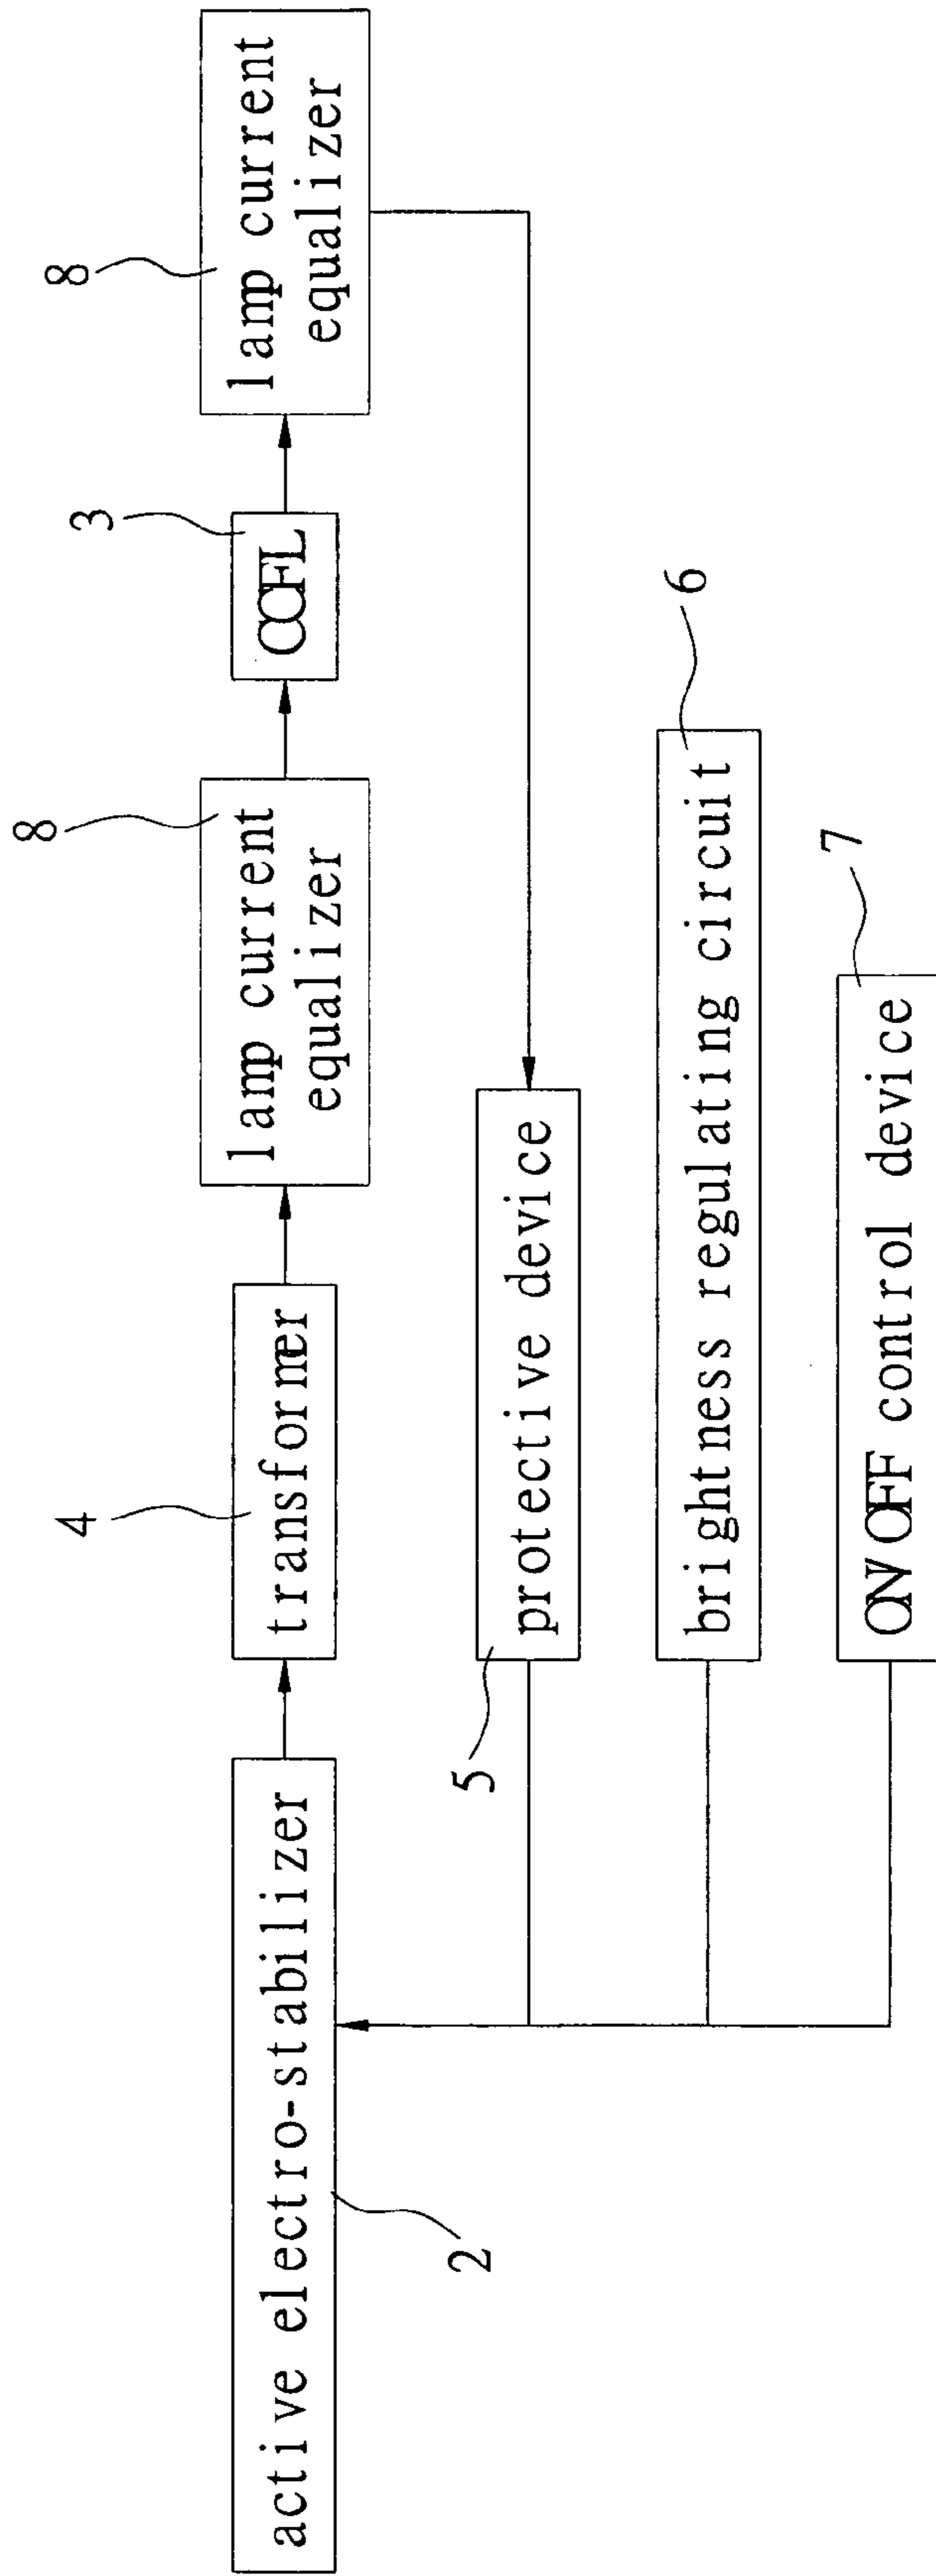 8
8
3
4
lamp current
equalizer
lamp current
equalizer
CCFL
transformer
active electro-stabilizer
2
5
protective device
6
brightness regulating circuit
7
ON/OFF control device